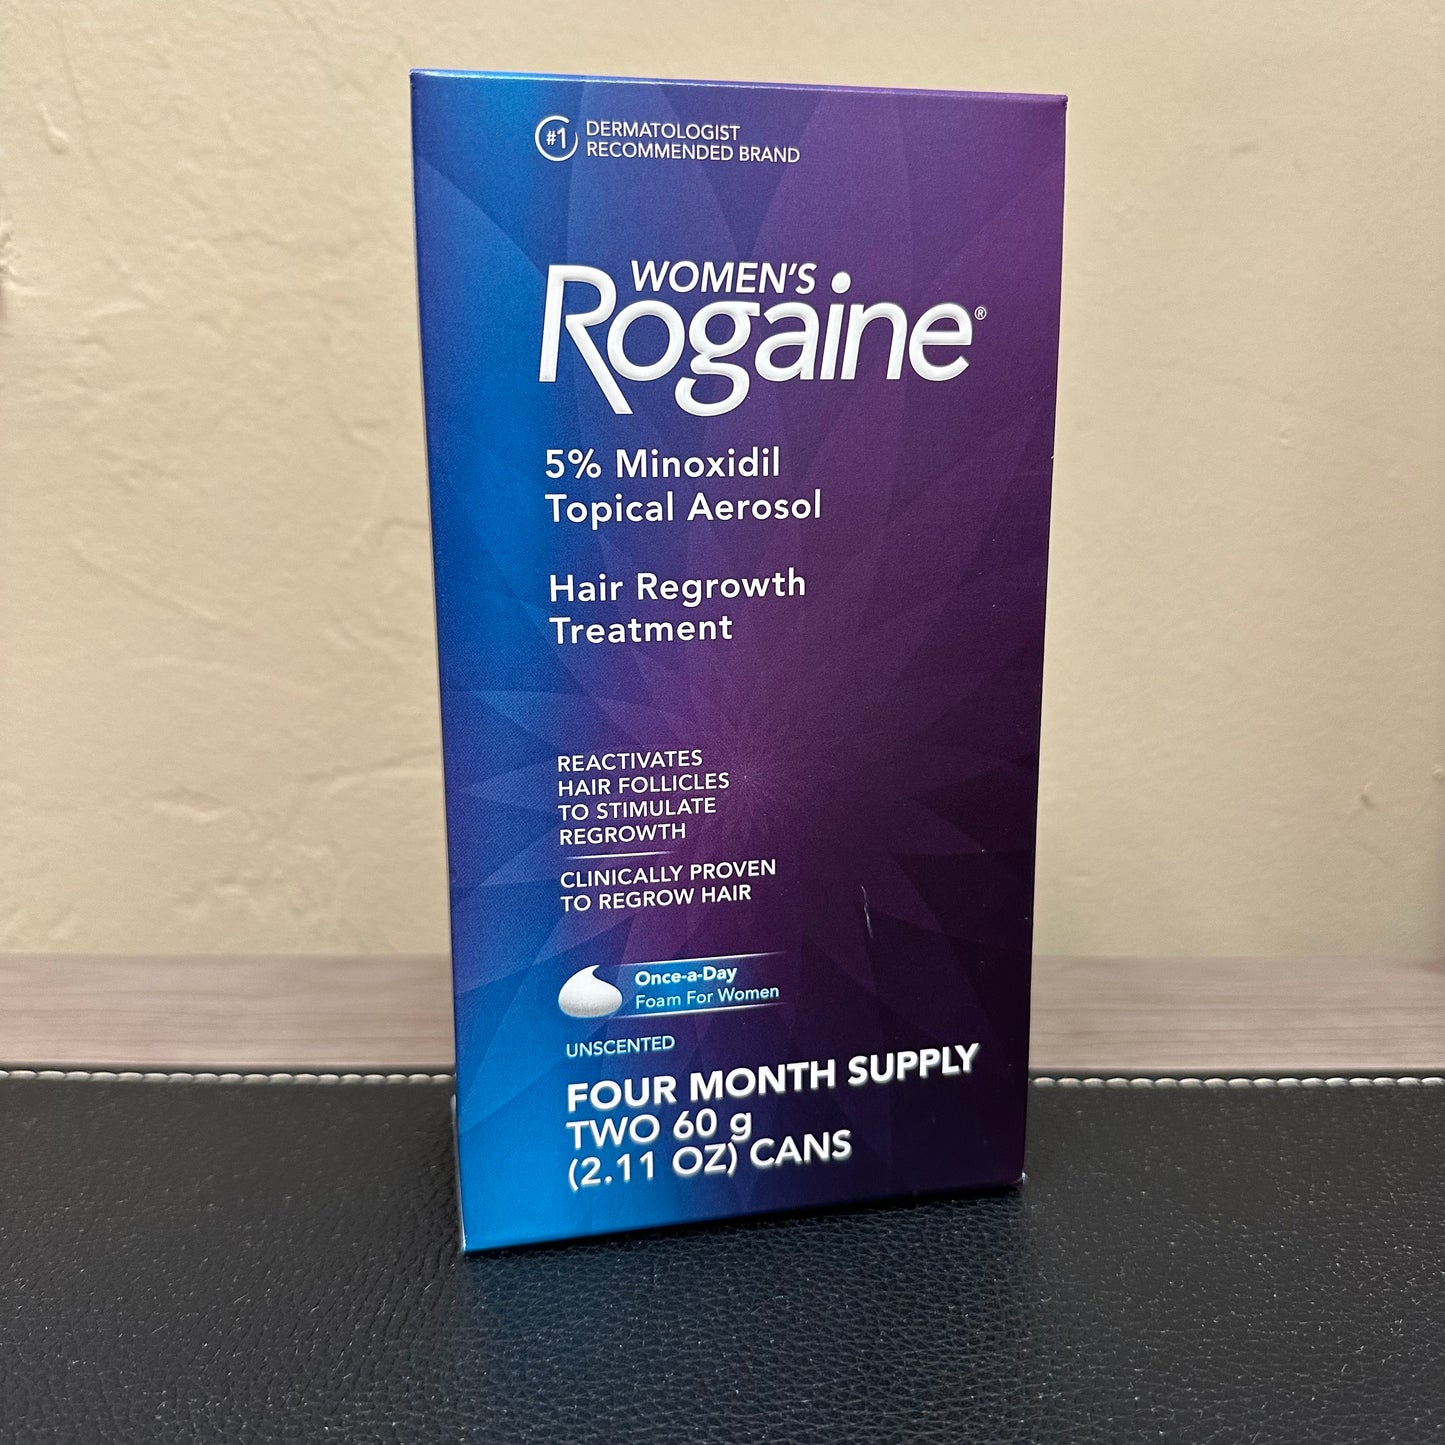 #1 DERMATOLOGIST
RECOMMENDED BRAND
WOMEN'S
Rogaine®
5% Minoxidil
Topical Aerosol
Hair Regrowth
Treatment
REACTIVATES
HAIR FOLLICLES
TO STIMULATE
REGROWTH
CLINICALLY PROVEN
TO REGROW HAIR
Once-a-Day
Foam For Women
UNSCENTED
FOUR MONTH SUPPLY
TWO 60 g
(2.11 OZ) CANS